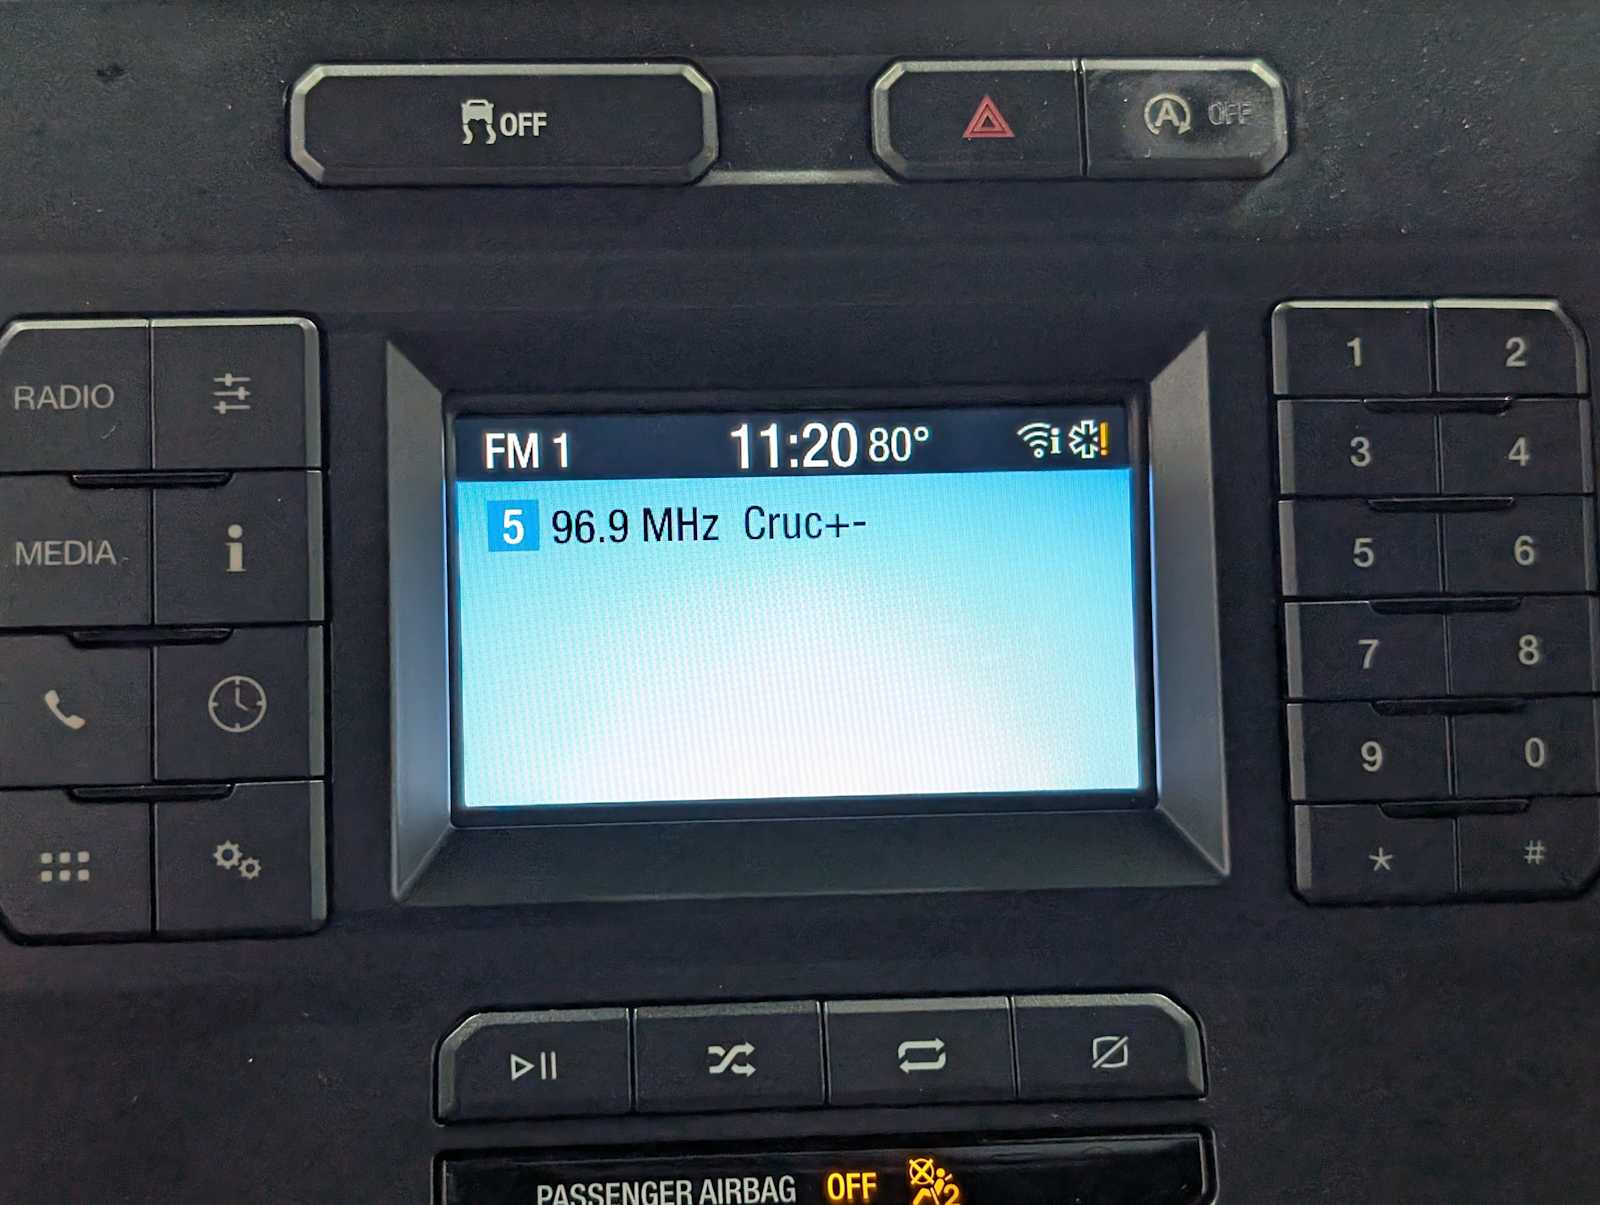 OFF
A OFF
RADIO
MEDIA
i
FM 1 11:20 80° i !
5 96.9 MHz Cruc+-
1 2
3 4
5 6
7 8
9 0
* #
PASSENGER AIRBAG OFF 2